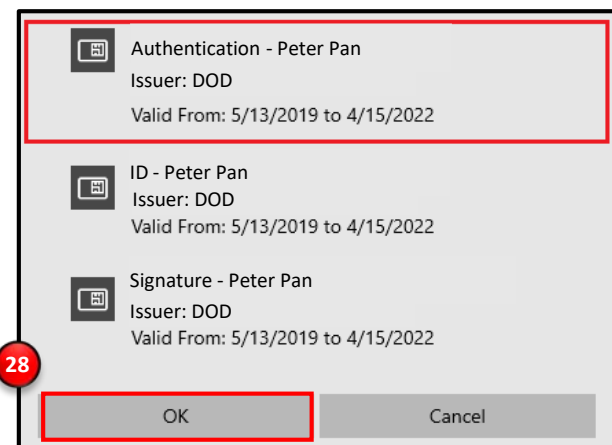 Authentication - Peter Pan
Issuer: DOD
Valid From: 5/13/2019 to 4/15/2022
ID - Peter Pan
Issuer: DOD
Valid From: 5/13/2019 to 4/15/2022
Signature - Peter Pan
Issuer: DOD
Valid From: 5/13/2019 to 4/15/2022
28
OK Cancel